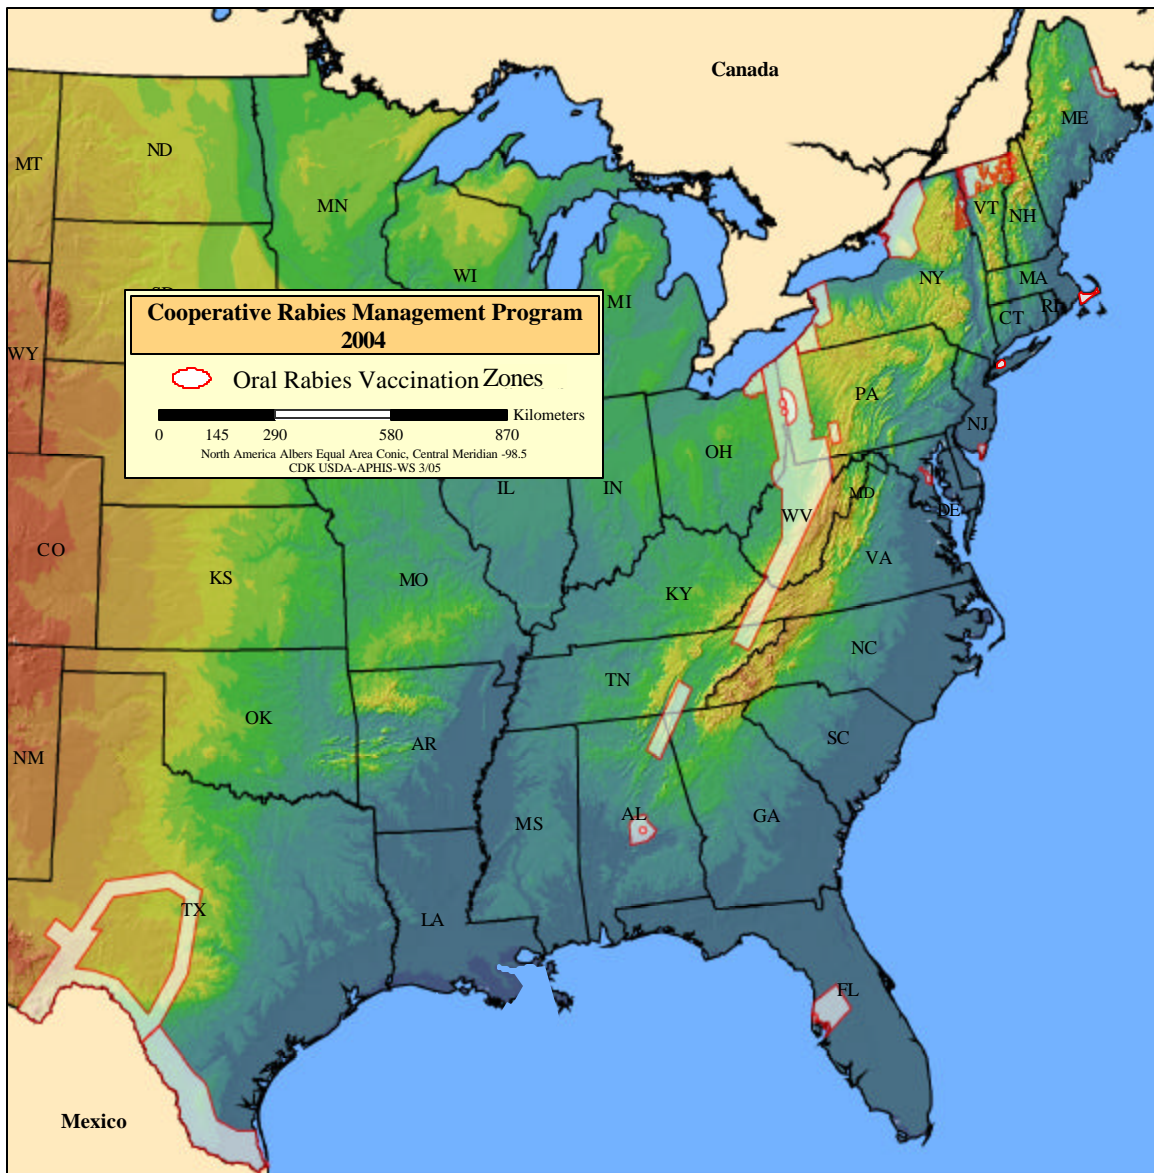 Canada
ME
ND
MT
MN
VT
NH
WI
NY
MA
MI
RI
CT
Cooperative Rabies Management Program
2004
WY
Oral Rabies Vaccination Zones
Kilometers
0 145 290 580 870
North America Albers Equal Area Conic, Central Meridian -98.5
CDK USDA-APHIS-WS 3/05
PA
NJ
OH
IL
IN
MD
WV
DE
CO
KS
MO
VA
KY
NC
TN
OK
AR
SC
NM
MS
AL
GA
TX
LA
FL
Mexico